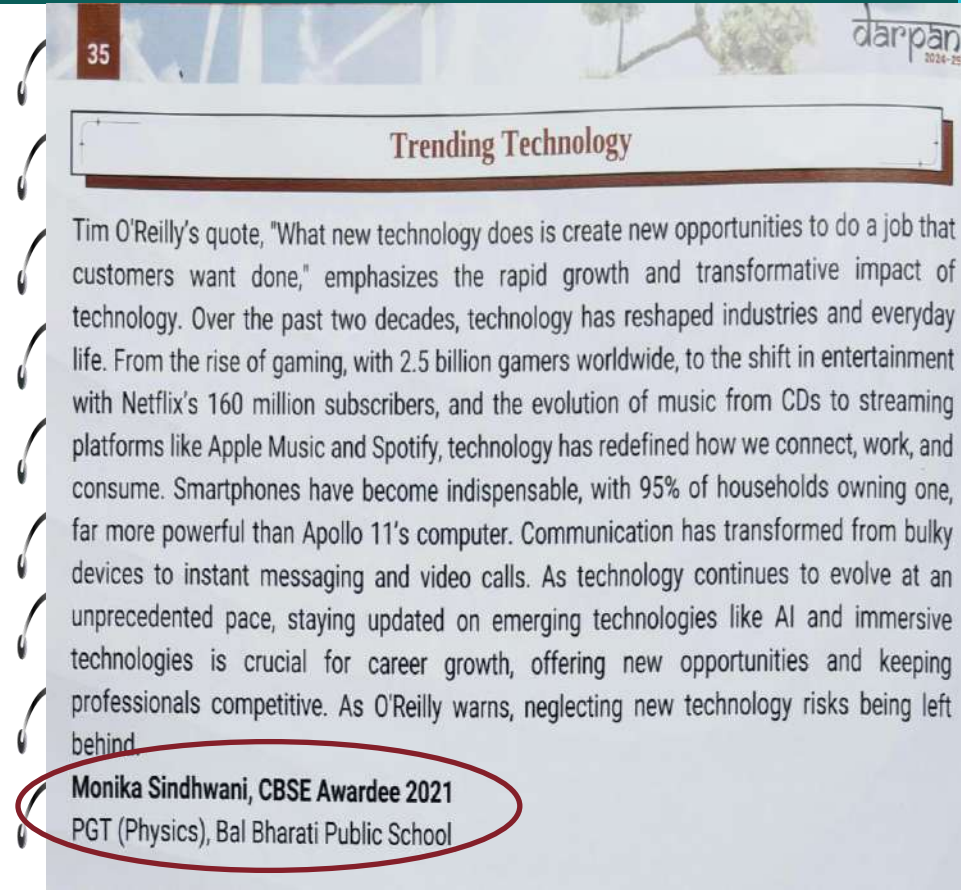 35
darpan
2024-25
Trending Technology
Tim O'Reilly's quote, "What new technology does is create new opportunities to do a job that
customers want done," emphasizes the rapid growth and transformative impact of
technology. Over the past two decades, technology has reshaped industries and everyday
life. From the rise of gaming, with 2.5 billion gamers worldwide, to the shift in entertainment
with Netflix's 160 million subscribers, and the evolution of music from CDs to streaming
platforms like Apple Music and Spotify, technology has redefined how we connect, work, and
consume. Smartphones have become indispensable, with 95% of households owning one,
far more powerful than Apollo 11's computer. Communication has transformed from bulky
devices to instant messaging and video calls. As technology continues to evolve at an
unprecedented pace, staying updated on emerging technologies like AI and immersive
technologies is crucial for career growth, offering new opportunities and keeping
professionals competitive. As O'Reilly warns, neglecting new technology risks being left
behind.
Monika Sindhwani, CBSE Awardee 2021
PGT (Physics), Bal Bharati Public School